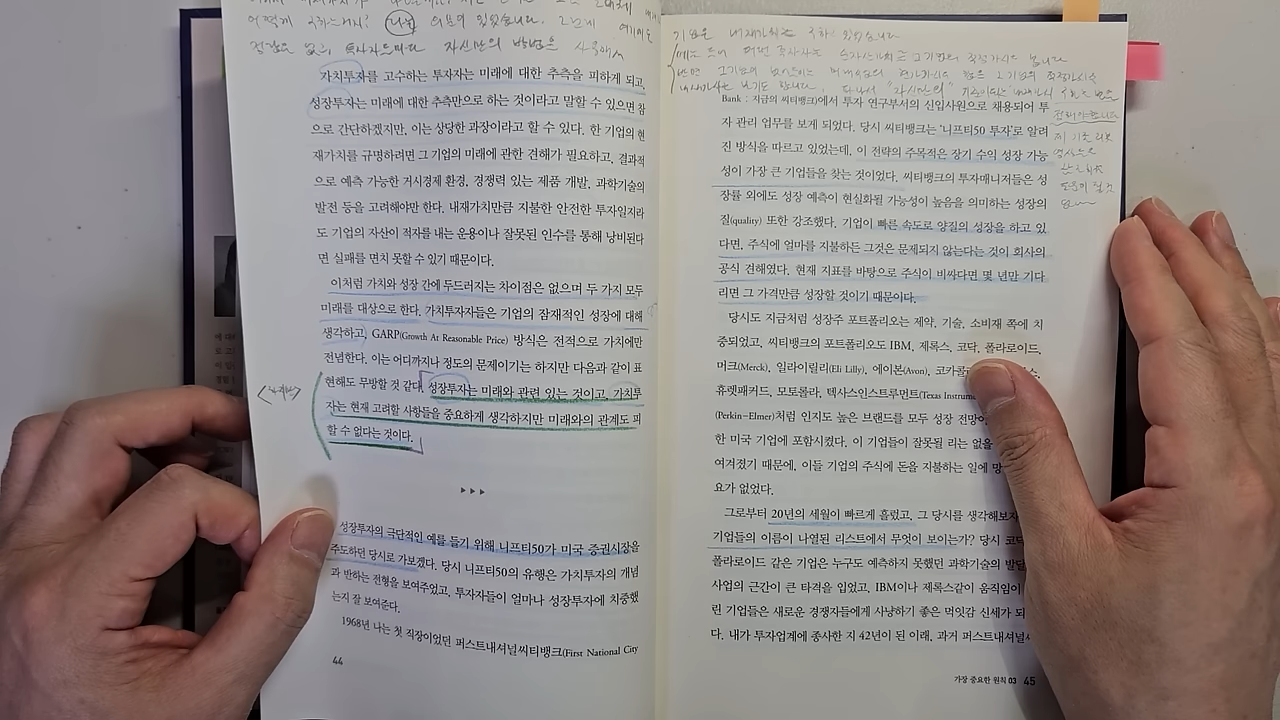 어떻게 구하는가? 나는 의문이 있었습니다. 그런데
정답은 없고, 투자자들마다 자신만의 방법을 사용해
가치투자를 고수하는 투자자는 미래에 대한 추측을 피하게 되고,
성장투자는 미래에 대한 추측만으로 하는 것이라고 말할 수 있으면 참
으로 간단하겠지만, 이는 상당한 과장이라고 할 수 있다. 한 기업의 현
재가치를 규명하려면 그 기업의 미래에 관한 견해가 필요하고, 결과적
으로 예측 가능한 거시경제 환경, 경쟁력 있는 제품 개발, 과학기술의
발전 등을 고려해야만 한다. 내재가치만큼 지불한 안전한 투자일지라
도 기업의 자산이 적자를 내는 운용이나 잘못된 인수를 통해 낭비된다
면 실패를 면치 못할 수 있기 때문이다.
이처럼 가치와 성장 간에 두드러지는 차이점은 없으며 두 가지 모두
미래를 대상으로 한다. 가치투자자들은 기업의 잠재적인 성장에 대해
생각하고, GARP(Growth At Reasonable Price) 방식은 전적으로 가치에만
전념한다. 이는 어디까지나 정도의 문제이기는 하지만 다음과 같이 표
현해도 무방할 것 같다. 성장투자는 미래와 관련 있는 것이고, 가치투
자는 현재 고려할 사항들을 중요하게 생각하지만 미래와의 관계도 피
할 수 없다는 것이다.
▶▶▶
성장투자의 극단적인 예를 들기 위해 니프티50가 미국 증권시장을
주도하던 당시로 가보겠다. 당시 니프티50의 유행은 가치투자의 개념
과 반하는 전형을 보여주었고, 투자자들이 얼마나 성장투자에 치중했
는지 잘 보여준다.
1968년 나는 첫 직장이었던 퍼스트내셔널씨티뱅크(First National City
44
Bank : 지금의 씨티뱅크)에서 투자 연구부서의 신입사원으로 채용되어 투
자 관리 업무를 보게 되었다. 당시 씨티뱅크는 '니프티50 투자'로 알려
진 방식을 따르고 있었는데, 이 전략의 주목적은 장기 수익 성장 가능
성이 가장 큰 기업들을 찾는 것이었다. 씨티뱅크의 투자매니저들은 성
장률 외에도 성장 예측이 현실화될 가능성이 높음을 의미하는 성장의
질(quality) 또한 강조했다. 기업이 빠른 속도로 양질의 성장을 하고 있
다면, 주식에 얼마를 지불하든 그것은 문제되지 않는다는 것이 회사의
공식 견해였다. 현재 지표를 바탕으로 주식이 비싸다면 몇 년만 기다
리면 그 가격만큼 성장할 것이기 때문이다.
당시도 지금처럼 성장주 포트폴리오는 제약, 기술, 소비재 쪽에 치
중되었고, 씨티뱅크의 포트폴리오도 IBM, 제록스, 코닥, 폴라로이드,
머크(Merck), 일라이릴리(Eli Lilly), 에이본(Avon), 코카콜
휴렛패커드, 모토롤라, 텍사스인스트루먼트(Texas Instrum
(Perkin-Elmer)처럼 인지도 높은 브랜드를 모두 성장 전망이
한 미국 기업에 포함시켰다. 이 기업들이 잘못될 리는 없을
여겨졌기 때문에, 이들 기업의 주식에 돈을 지불하는 일에 망
요가 없었다.
그로부터 20년의 세월이 빠르게 흘렀고, 그 당시를 생각해보자
기업들의 이름이 나열된 리스트에서 무엇이 보이는가? 당시 코닥
폴라로이드 같은 기업은 누구도 예측하지 못했던 과학기술의 발달
사업의 근간이 큰 타격을 입었고, IBM이나 제록스같이 움직임이
린 기업들은 새로운 경쟁자들에게 사냥하기 좋은 먹잇감 신세가 되
다. 내가 투자업계에 종사한 지 42년이 된 이래, 과거 퍼스트내셔널
가장 중요한 원칙 03 45